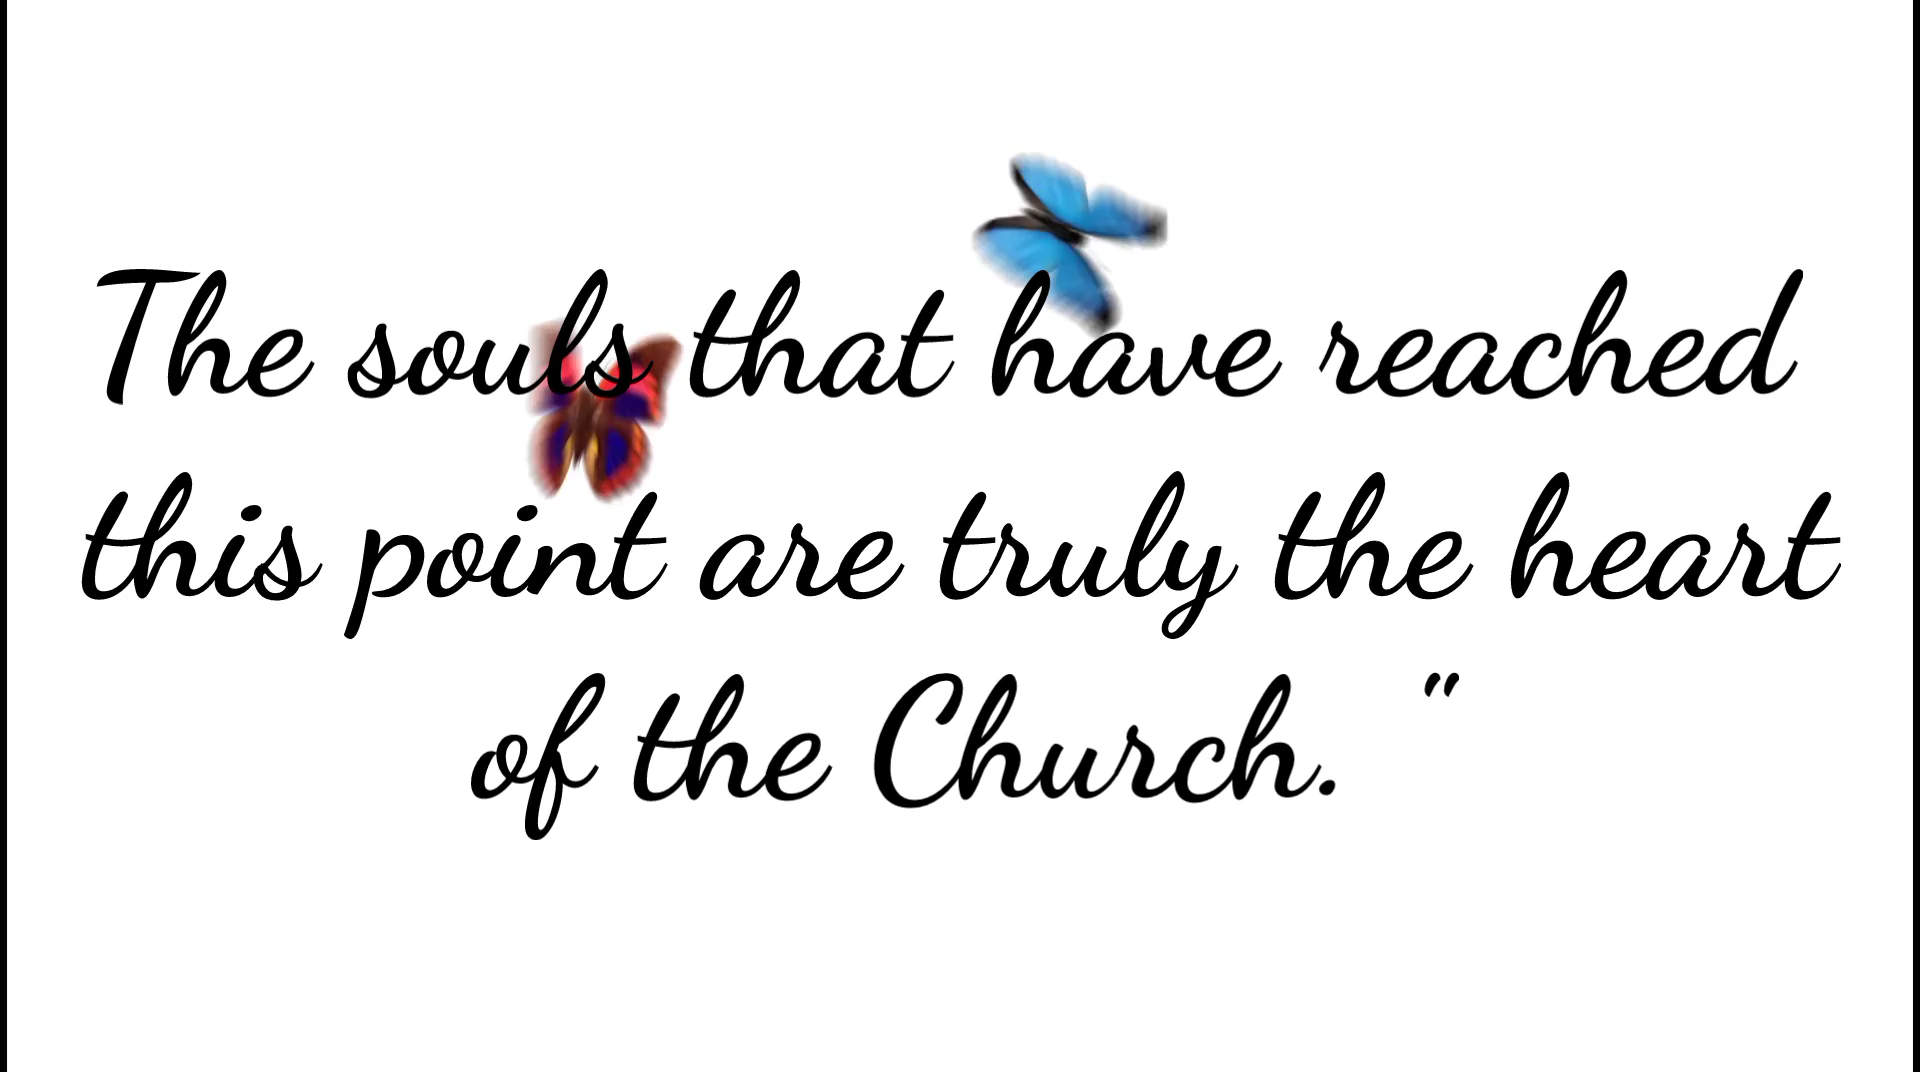 The souls that have reached
this point are truly the heart
of the Church. "